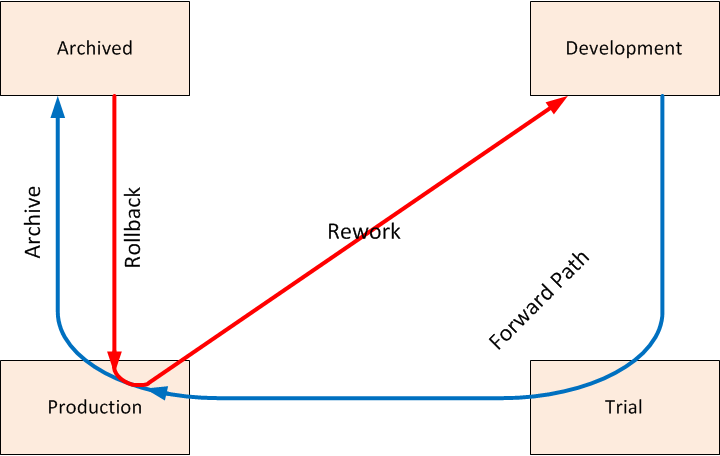 Archived
Development
Archive
Rollback
Rework
Forward Path
Production
Trial